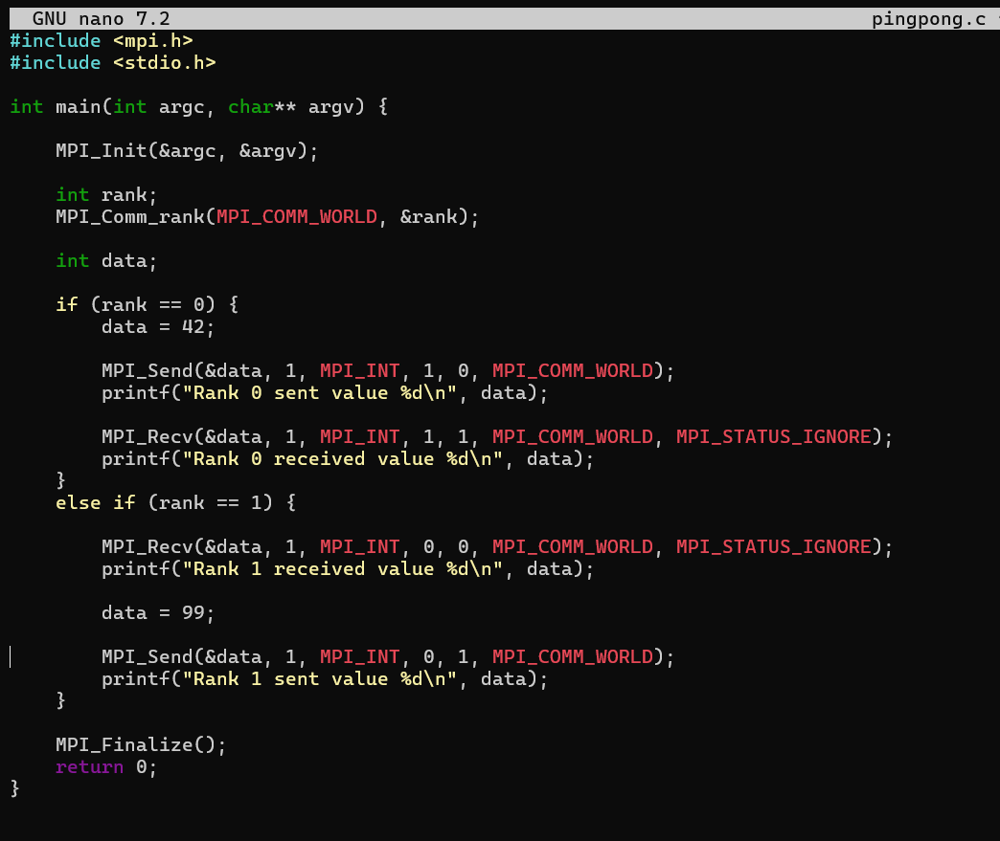 GNU nano 7.2 pingpong.c
#include <mpi.h>
#include <stdio.h>

int main(int argc, char** argv) {

    MPI_Init(&argc, &argv);

    int rank;
    MPI_Comm_rank(MPI_COMM_WORLD, &rank);

    int data;

    if (rank == 0) {
        data = 42;

        MPI_Send(&data, 1, MPI_INT, 1, 0, MPI_COMM_WORLD);
        printf("Rank 0 sent value %d\n", data);

        MPI_Recv(&data, 1, MPI_INT, 1, 1, MPI_COMM_WORLD, MPI_STATUS_IGNORE);
        printf("Rank 0 received value %d\n", data);
    }
    else if (rank == 1) {

        MPI_Recv(&data, 1, MPI_INT, 0, 0, MPI_COMM_WORLD, MPI_STATUS_IGNORE);
        printf("Rank 1 received value %d\n", data);

        data = 99;

        MPI_Send(&data, 1, MPI_INT, 0, 1, MPI_COMM_WORLD);
        printf("Rank 1 sent value %d\n", data);
    }

    MPI_Finalize();
    return 0;
}